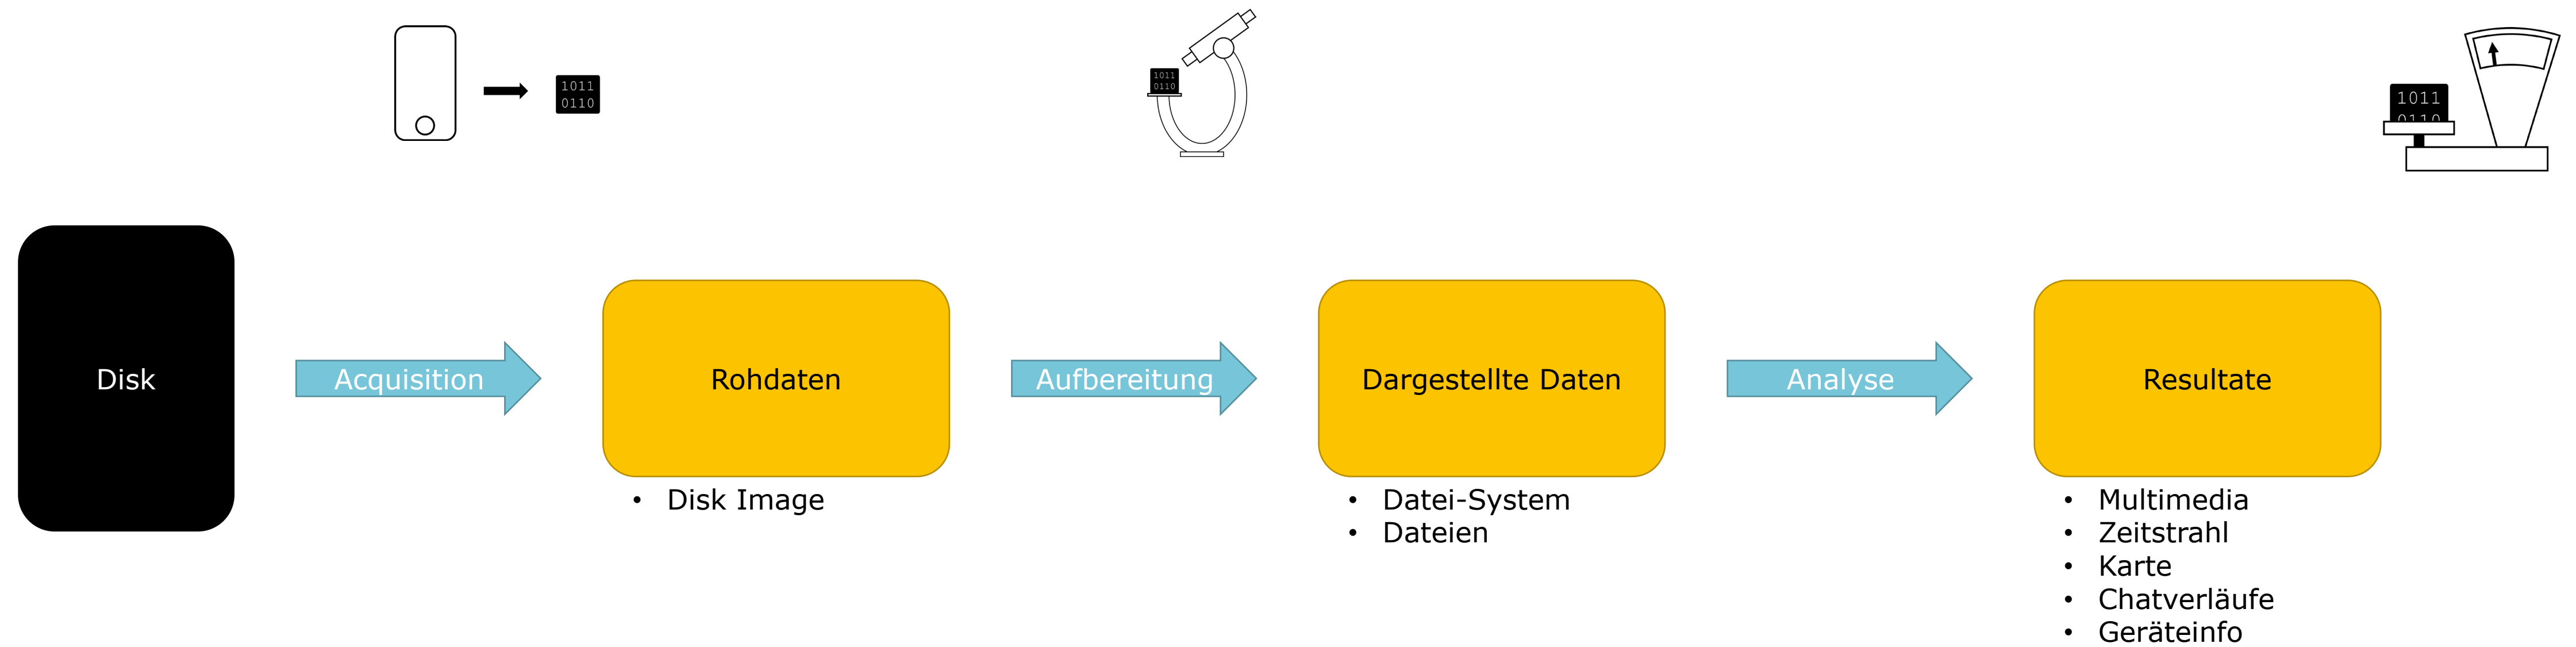 1011
0110
1011
0110
1011
0110
Disk
Acquisition
Rohdaten
Aufbereitung
Dargestellte Daten
Analyse
Resultate
• Disk Image
• Datei-System
• Dateien
• Multimedia
• Zeitstrahl
• Karte
• Chatverläufe
• Geräteinfo